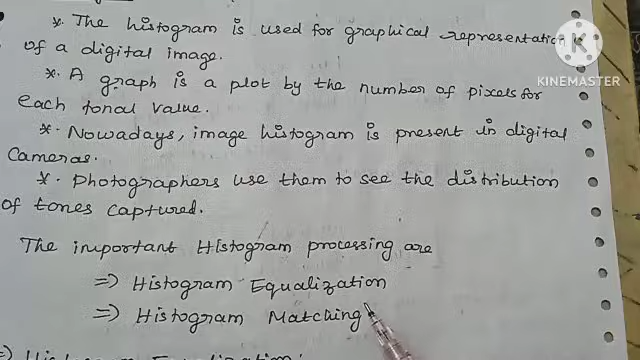 *. The histogram is used for graphical representation
of a digital image.
*. A graph is a plot by the number of pixels for
each tonal value.
*. Nowadays, image histogram is present in digital
cameras.
*. Photographers use them to see the distribution
of tones captured.
The important Histogram processing are
=> Histogram Equalization
=> Histogram Matching
=> Histogram Equalization:
K
KINEMASTER